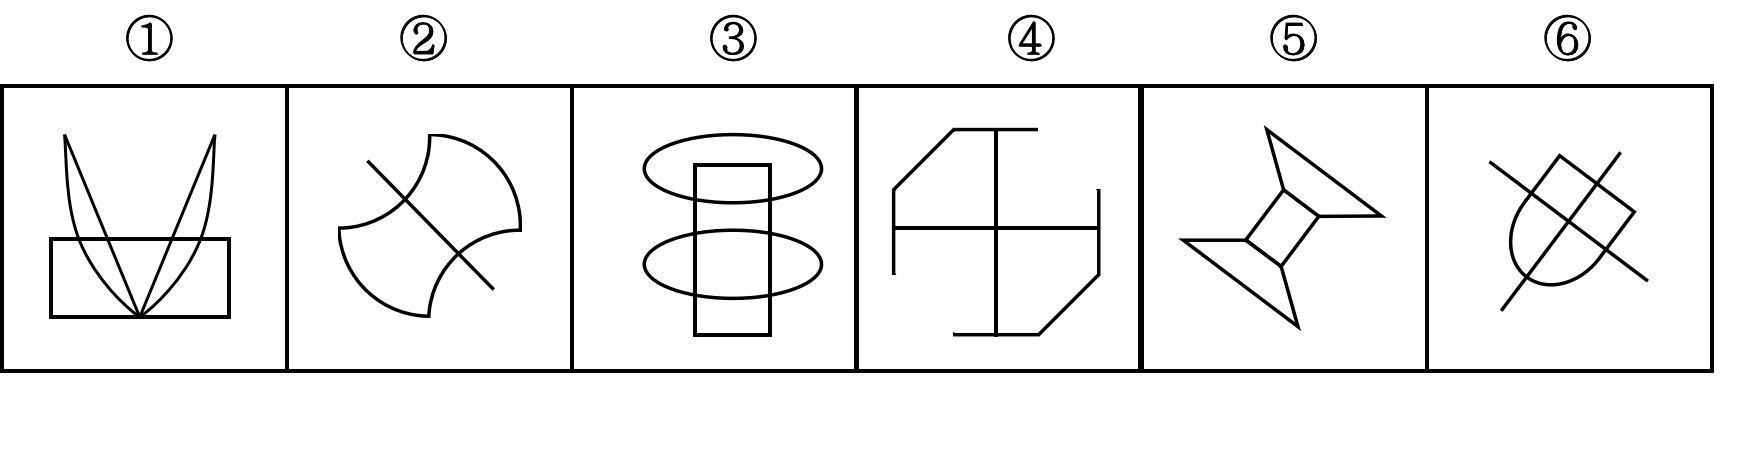 ① ② ③ ④ ⑤ ⑥